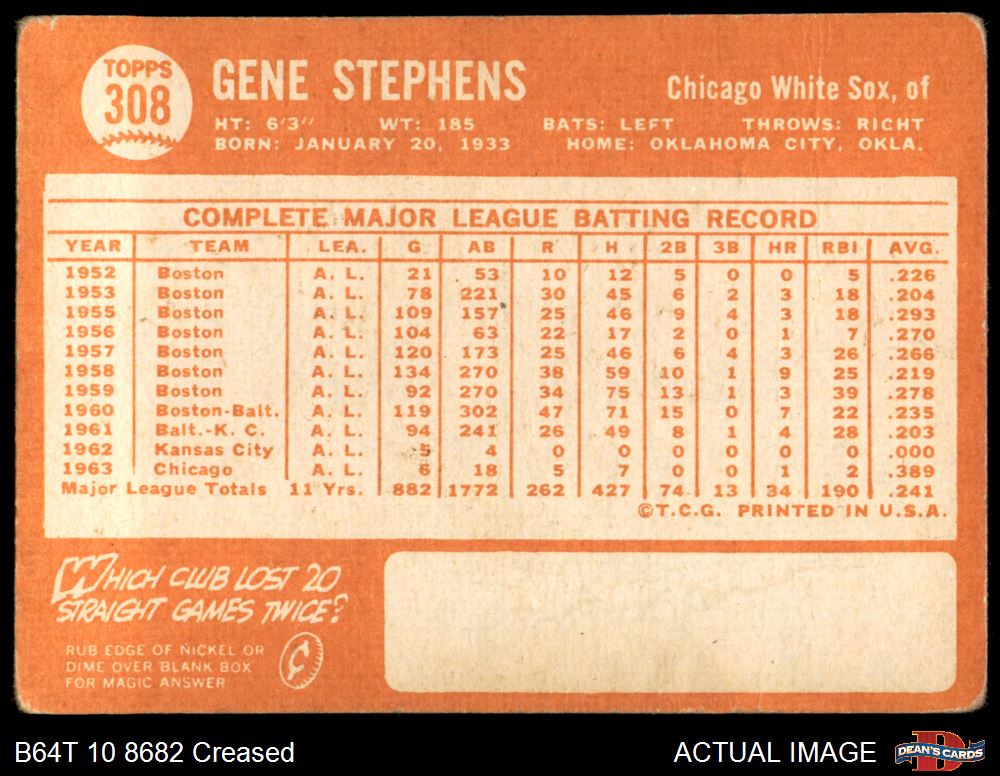 TOPPS
308
GENE STEPHENS
Chicago White Sox, of
HT: 6'3" WT: 185 BATS: LEFT THROWS: RIGHT
BORN: JANUARY 20, 1933 HOME: OKLAHOMA CITY, OKLA.
COMPLETE MAJOR LEAGUE BATTING RECORD
YEAR TEAM LEA. G AB R H 2B 3B HR RBI AVG.
1952 Boston A. L. 21 53 10 12 5 0 0 5 .226
1953 Boston A. L. 78 221 30 45 6 2 3 18 .204
1955 Boston A. L. 109 157 25 46 9 4 3 18 .293
1956 Boston A. L. 104 63 22 17 2 0 1 7 .270
1957 Boston A. L. 120 173 25 46 6 4 3 26 .266
1958 Boston A. L. 134 270 38 59 10 1 9 25 .219
1959 Boston A. L. 92 270 34 75 13 1 3 39 .278
1960 Boston-Balt. A. L. 119 302 47 71 15 0 7 22 .235
1961 Balt.-K. C. A. L. 94 241 26 49 8 1 4 28 .203
1962 Kansas City A. L. 5 4 0 0 0 0 0 0 .000
1963 Chicago A. L. 6 18 5 7 0 0 1 2 .389
Major League Totals 11 Yrs. 882 1772 262 427 74 13 34 190 .241
©T.C.G. PRINTED IN U.S.A.
WHICH CLUB LOST 20
STRAIGHT GAMES TWICE?
RUB EDGE OF NICKEL OR
DIME OVER BLANK BOX
FOR MAGIC ANSWER
B64T 10 8682 Creased
ACTUAL IMAGE
DEAN'S CARDS